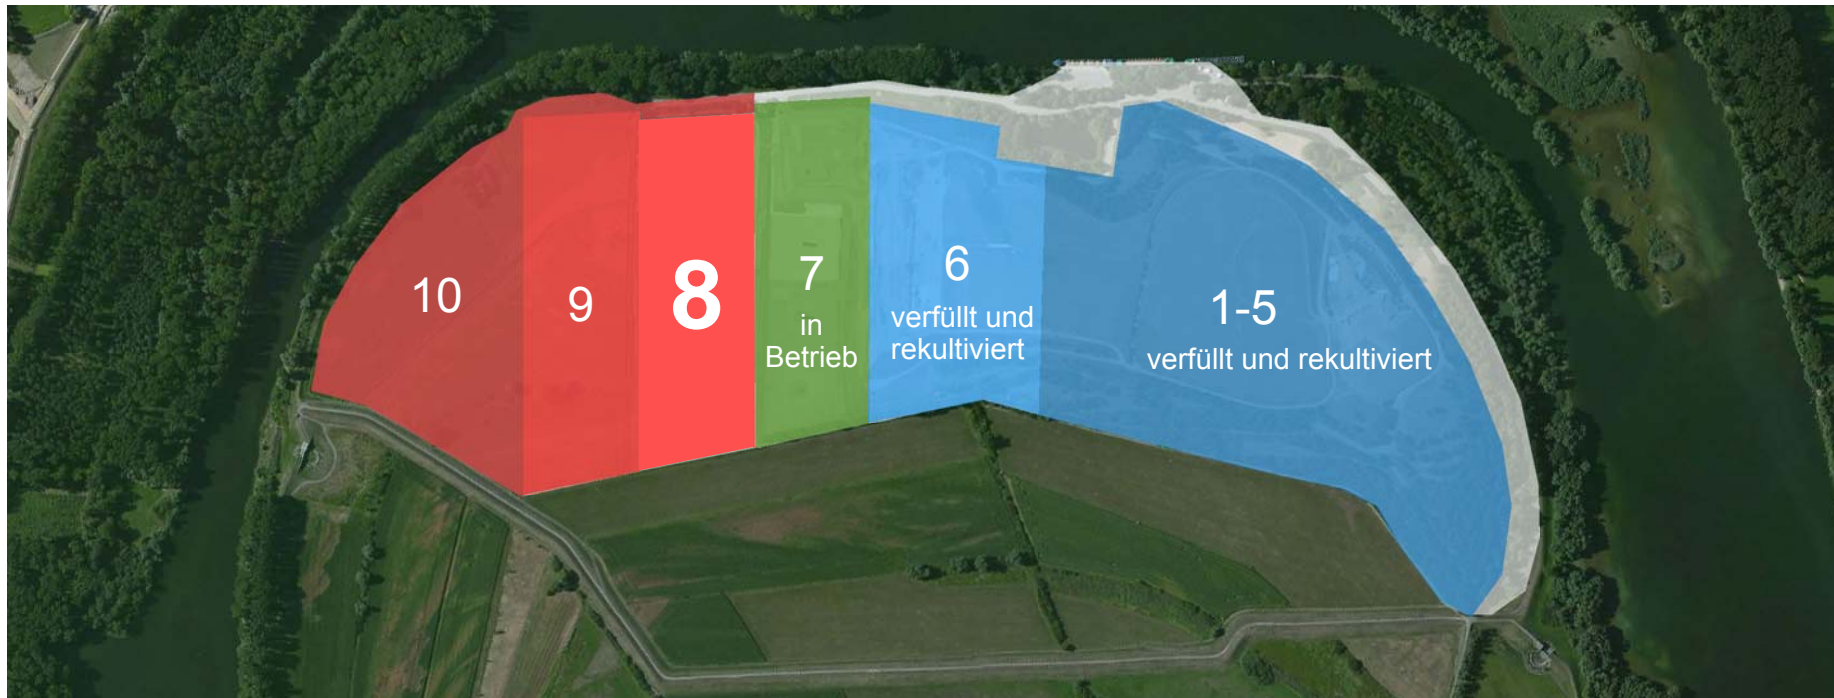 10
9
8
7
in
Betrieb
6
verfüllt und
rekultiviert
1-5
verfüllt und rekultiviert